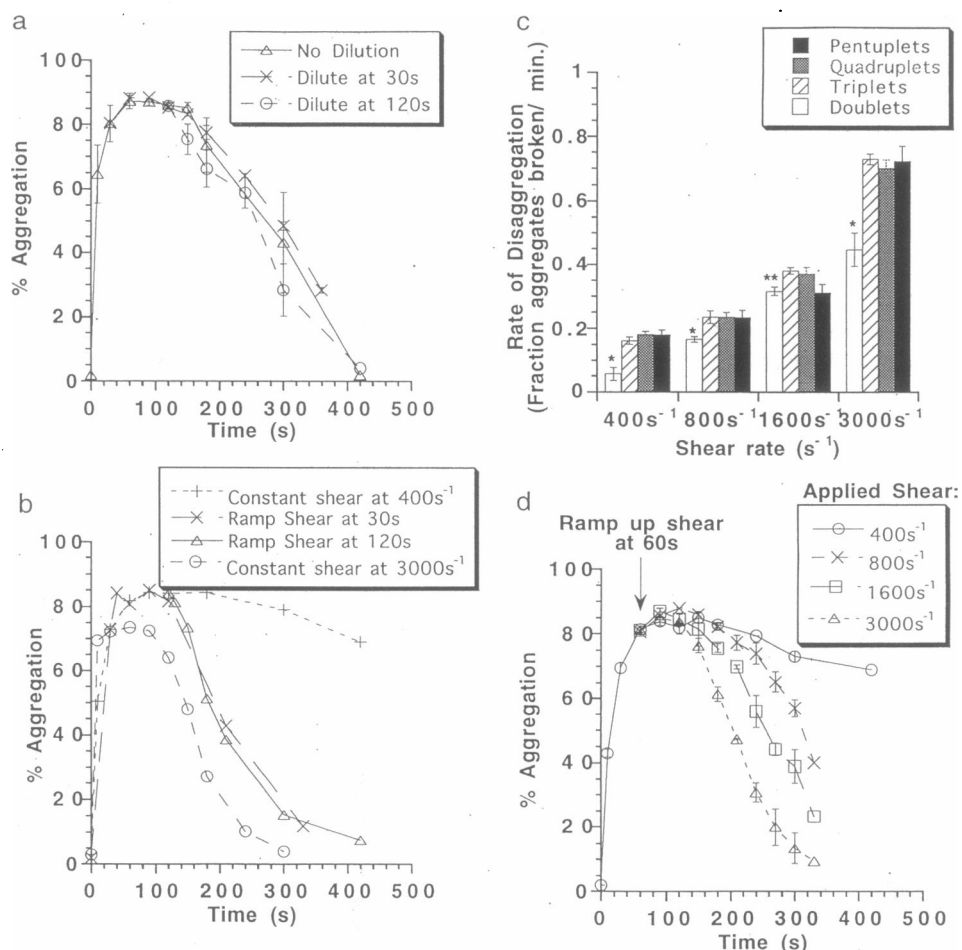 a
No Dilution
Dilute at 30s
Dilute at 120s
% Aggregation
100
80
60
40
20
0
0 100 200 300 400 500
Time (s)
b
Constant shear at 400s⁻¹
Ramp Shear at 30s
Ramp Shear at 120s
Constant shear at 3000s⁻¹
% Aggregation
100
80
60
40
20
0
0 100 200 300 400 500
Time (s)
c
Pentuplets
Quadruplets
Triplets
Doublets
Rate of Disaggregation
(Fraction aggregates broken/ min.)
1
0.8
0.6
0.4
0.2
0
* * ** *
400s⁻¹ 800s⁻¹ 1600s⁻¹ 3000s⁻¹
Shear rate (s⁻¹)
d
Applied Shear:
400s⁻¹
800s⁻¹
1600s⁻¹
3000s⁻¹
Ramp up shear
at 60s
% Aggregation
100
80
60
40
20
0
0 100 200 300 400 500
Time (s)